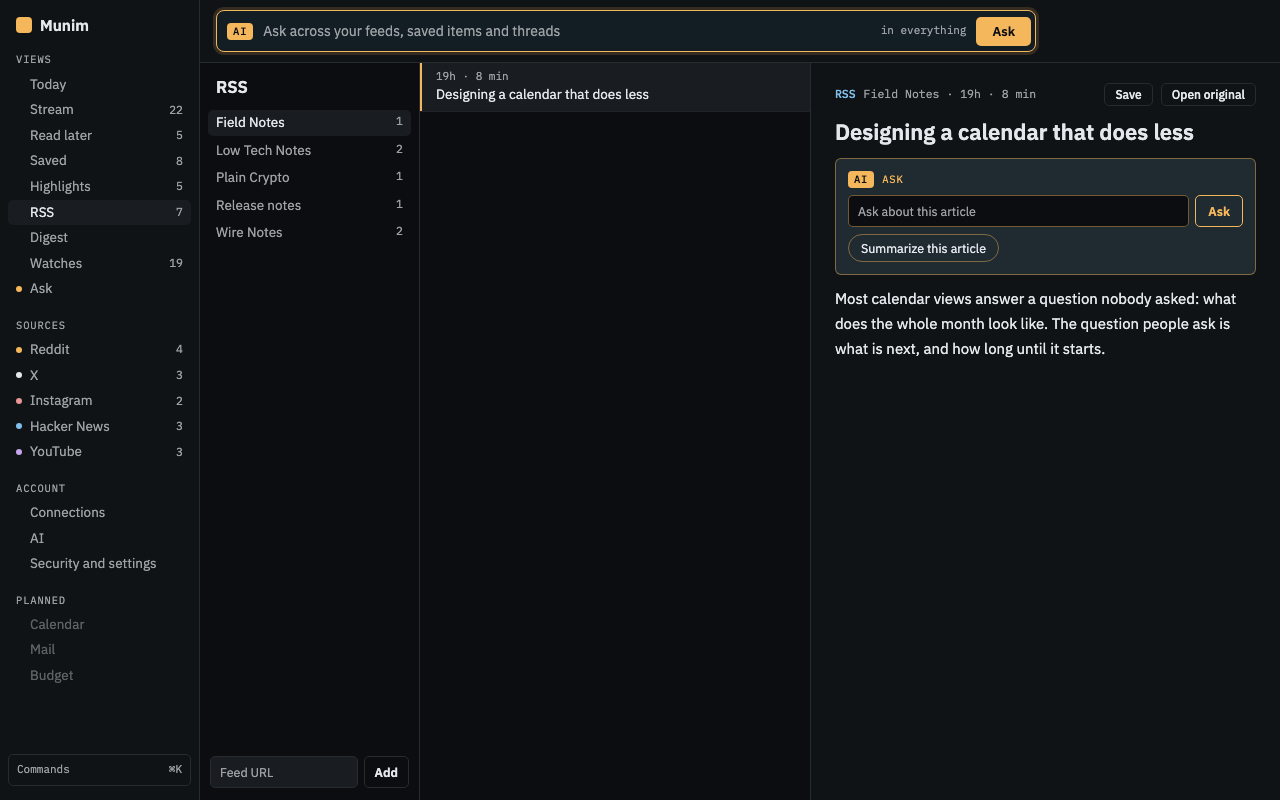 Munim
VIEWS
Today
Stream 22
Read later 5
Saved 8
Highlights 5
RSS 7
Digest
Watches 19
Ask
SOURCES
Reddit 4
X 3
Instagram 2
Hacker News 3
YouTube 3
ACCOUNT
Connections
AI
Security and settings
PLANNED
Calendar
Mail
Budget
Commands ⌘K
AI Ask across your feeds, saved items and threads in everything Ask
RSS
Field Notes 1
Low Tech Notes 2
Plain Crypto 1
Release notes 1
Wire Notes 2
Feed URL Add
19h · 8 min
Designing a calendar that does less
RSS Field Notes · 19h · 8 min Save Open original
Designing a calendar that does less
AI ASK
Ask about this article Ask
Summarize this article
Most calendar views answer a question nobody asked: what
does the whole month look like. The question people ask is
what is next, and how long until it starts.